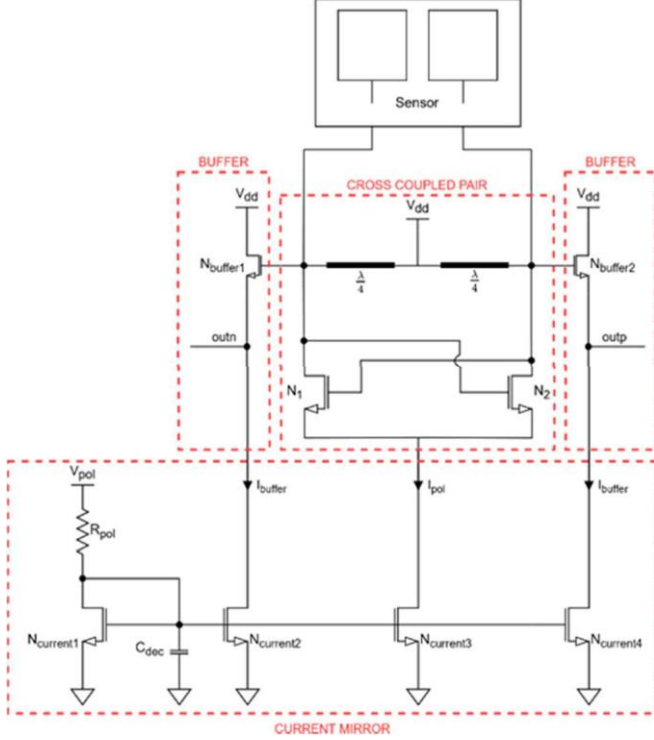 Sensor
BUFFER
BUFFER
CROSS COUPLED PAIR
Vdd
Vdd
Vdd
Nbuffer1
λ/4
λ/4
Nbuffer2
outn
outp
N1
N2
Vpol
Ibuffer
Ipol
Ibuffer
Rpol
Ncurrent1
Cdec
Ncurrent2
Ncurrent3
Ncurrent4
CURRENT MIRROR